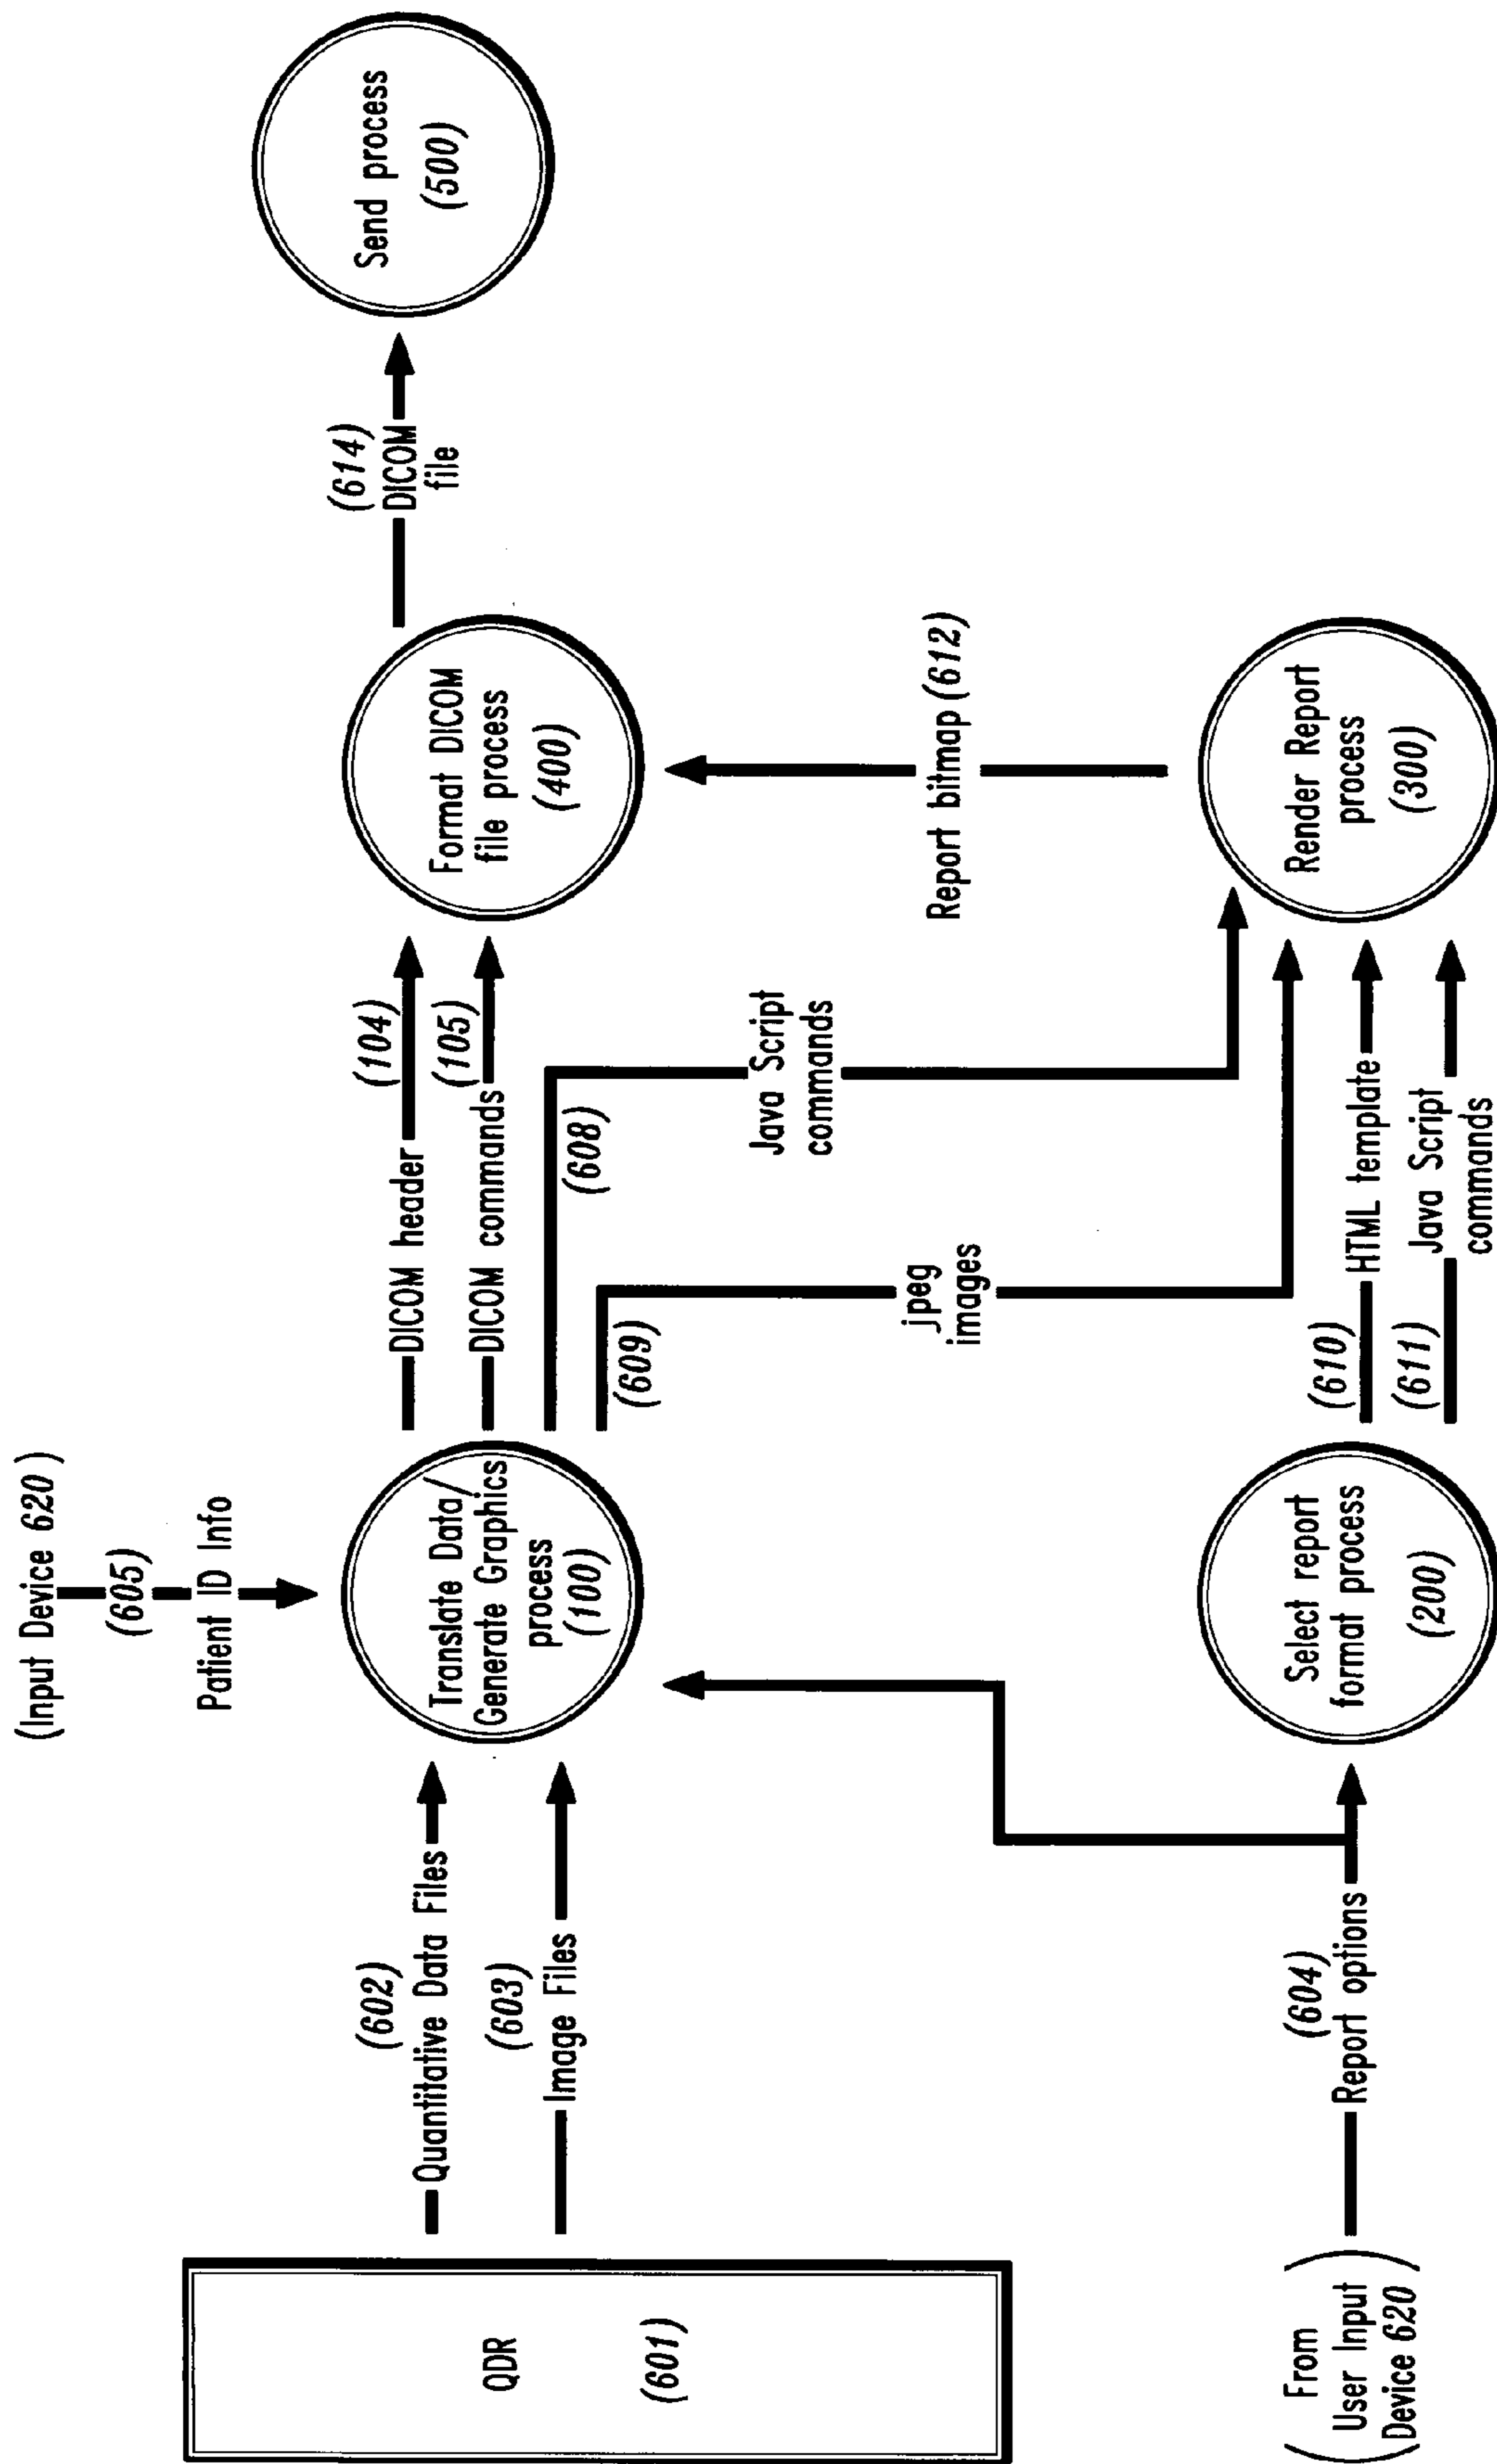 (Input Device 620)
(605)
Patient ID Info
QDR
(601)
(602)
Quantitative Data Files
(603)
Image Files
Translate Data/
Generate Graphics
process
(100)
DICOM header
(104)
DICOM commands
(105)
(608)
Java Script
commands
(609)
jpeg
images
Format DICOM
file process
(400)
(614)
DICOM
file
Send process
(500)
(From
User Input
Device 620)
(604)
Report options
Select report
format process
(200)
(610)
HTML template
(611)
Java Script
commands
Render Report
process
(300)
Report bitmap (612)